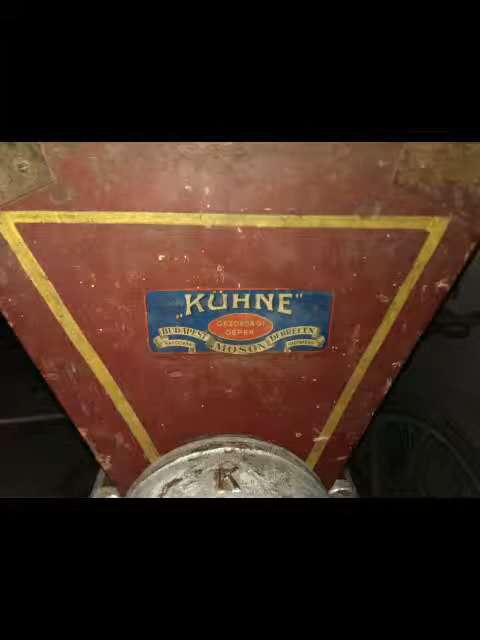 „KÜHNE"
GAZDASÁGI
GÉPEK
BUDAPEST
DEBRECEN
MOSON
K